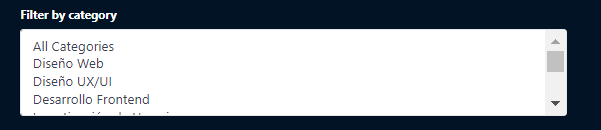 Filter by category
All Categories
Diseño Web
Diseño UX/UI
Desarrollo Frontend